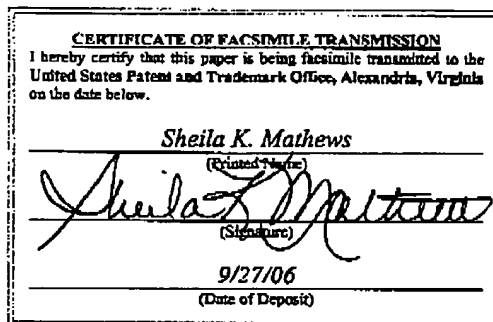 CERTIFICATE OF FACSIMILE TRANSMISSION
I hereby certify that this paper is being facsimile transmitted to the
United States Patent and Trademark Office, Alexandria, Virginia
on the date below.
Sheila K. Mathews
(Printed Name)
Sheila K Mathews
(Signature)
9/27/06
(Date of Deposit)